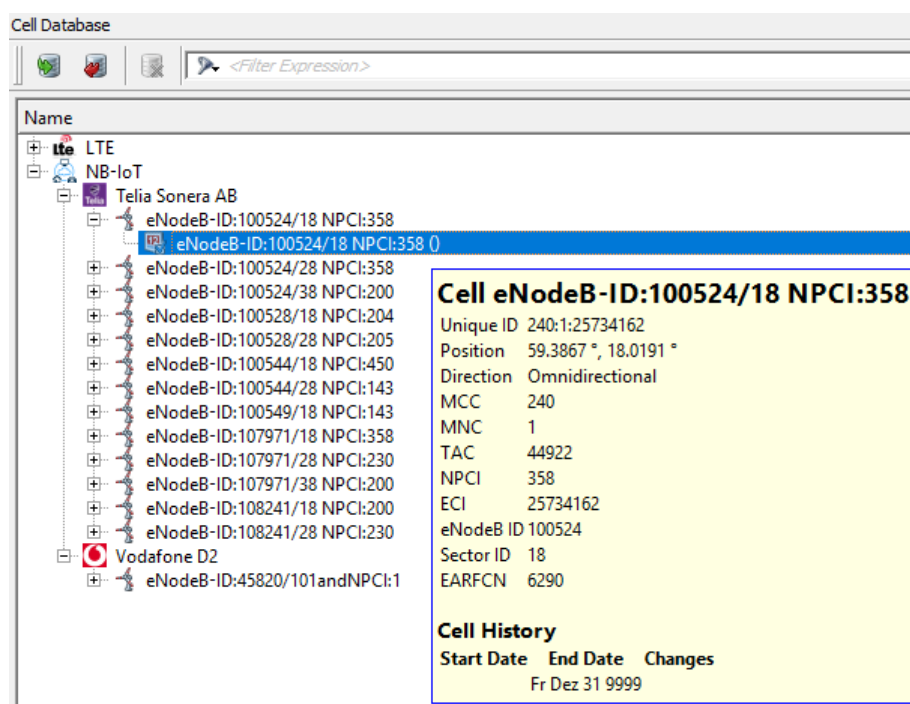 Cell Database
<Filter Expression>
Name
LTE LTE
NB-IoT
Telia Telia Sonera AB
eNodeB-ID:100524/18 NPCI:358
eNodeB-ID:100524/18 NPCI:358 ()
eNodeB-ID:100524/28 NPCI:358
eNodeB-ID:100524/38 NPCI:200
eNodeB-ID:100528/18 NPCI:204
eNodeB-ID:100528/28 NPCI:205
eNodeB-ID:100544/18 NPCI:450
eNodeB-ID:100544/28 NPCI:143
eNodeB-ID:100549/18 NPCI:143
eNodeB-ID:107971/18 NPCI:358
eNodeB-ID:107971/28 NPCI:230
eNodeB-ID:107971/38 NPCI:200
eNodeB-ID:108241/18 NPCI:200
eNodeB-ID:108241/28 NPCI:230
Vodafone D2
eNodeB-ID:45820/101andNPCI:1
Cell eNodeB-ID:100524/18 NPCI:358
Unique ID 240:1:25734162
Position 59.3867 °, 18.0191 °
Direction Omnidirectional
MCC 240
MNC 1
TAC 44922
NPCI 358
ECI 25734162
eNodeB ID 100524
Sector ID 18
EARFCN 6290
Cell History
Start Date End Date Changes
Fr Dez 31 9999